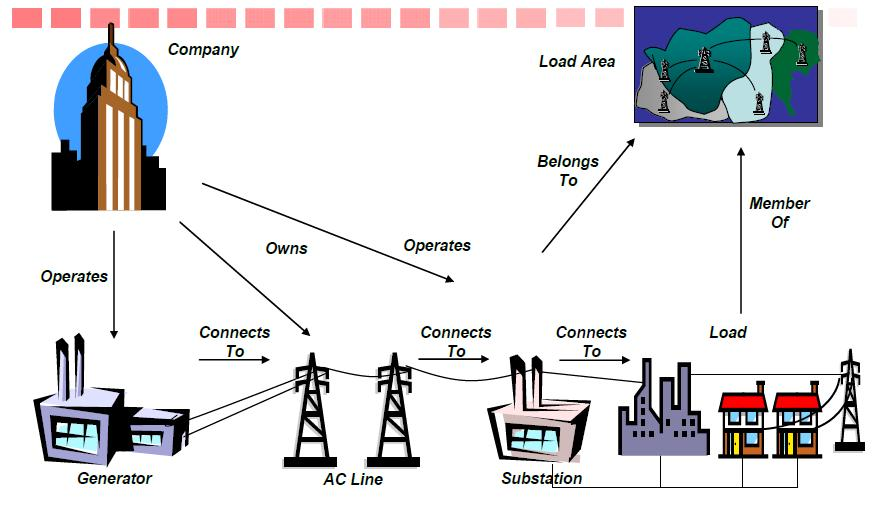 Company
Load Area
Belongs
To
Member
Of
Owns
Operates
Operates
Connects
To
Connects
To
Connects
To
Load
Generator
AC Line
Substation